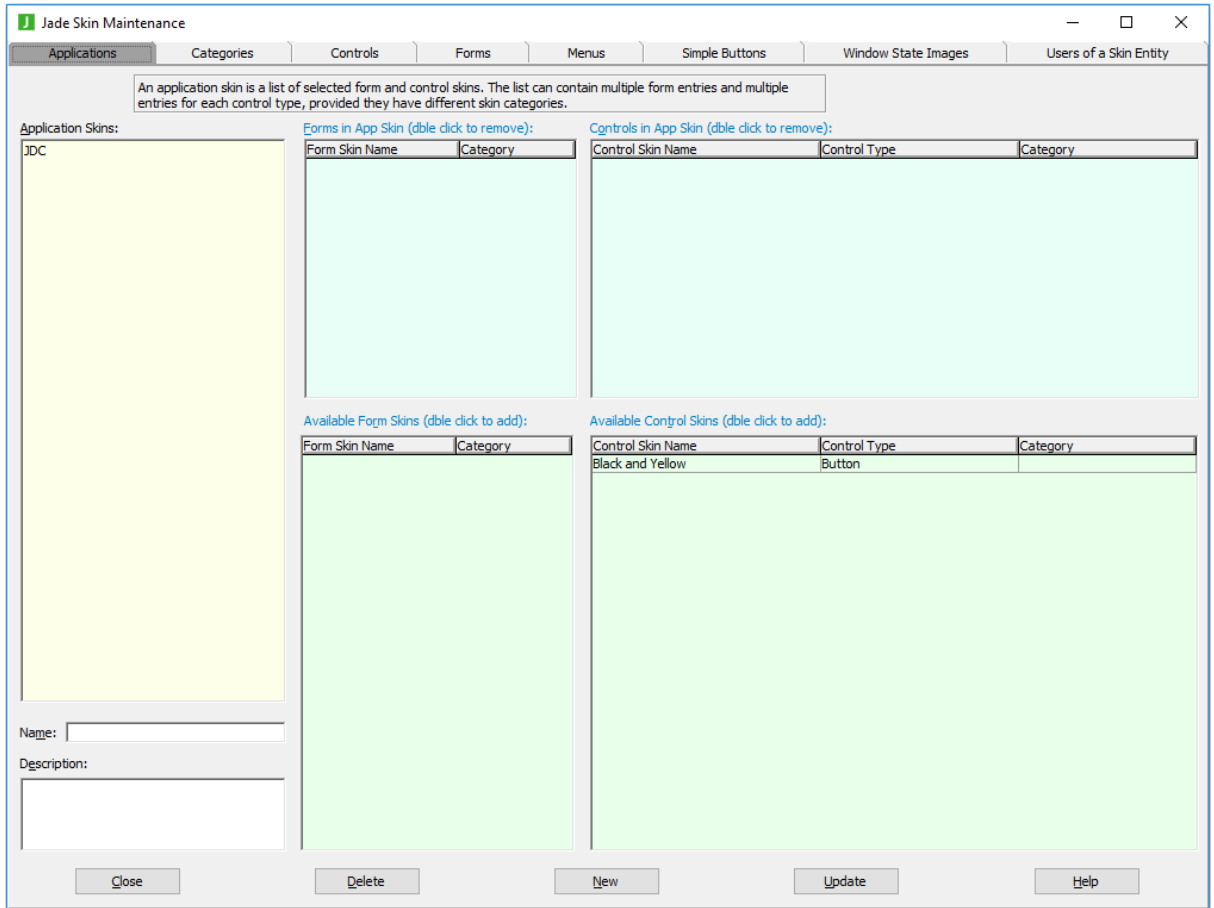 Jade Skin Maintenance
Applications Categories Controls Forms Menus Simple Buttons Window State Images Users of a Skin Entity
An application skin is a list of selected form and control skins. The list can contain multiple form entries and multiple
entries for each control type, provided they have different skin categories.
Application Skins: Forms in App Skin (dble click to remove): Controls in App Skin (dble click to remove):
JDC Form Skin Name Category Control Skin Name Control Type Category
Available Form Skins (dble click to add): Available Control Skins (dble click to add):
Form Skin Name Category Control Skin Name Control Type Category
Black and Yellow Button
Name:
Description:
Close Delete New Update Help